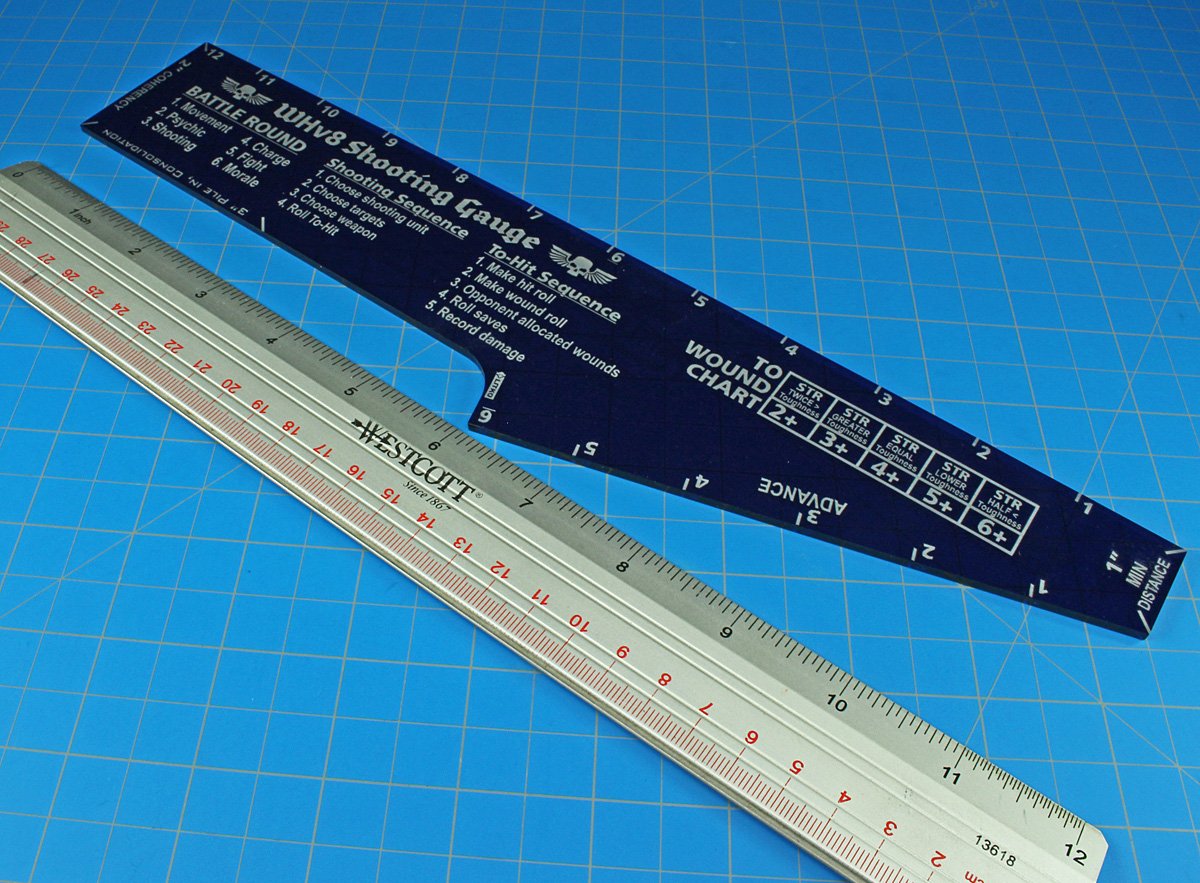 12
11
10
9
8
7
6
5
4
3
2
1
2" COHERENCY
WHv8 Shooting Gauge
BATTLE ROUND
1. Movement
2. Psychic
3. Shooting
4. Charge
5. Fight
6. Morale
3" PILE IN, CONSOLIDATION
Shooting Sequence
1. Choose shooting unit
2. Choose targets
3. Choose weapon
4. Roll To-Hit
To-Hit Sequence
1. Make hit roll
2. Make wound roll
3. Opponent allocated wounds
4. Roll saves
5. Record damage
TO
WOUND
CHART
STR
TWICE >
Toughness
2+
STR
GREATER
Toughness
3+
STR
EQUAL
Toughness
4+
STR
LOWER
Toughness
5+
STR
HALF <
Toughness
6+
1"
MIN
DISTANCE
6
5
4
3
2
1
ADVANCE
0
1 inch
2
3
4
5
6
7
8
9
10
11
12
WESTCOTT®
Since 1867
13618
28
27
26
25
24
23
22
21
20
19
18
17
16
15
14
13
12
11
10
9
8
7
6
5
4
3
2
cm